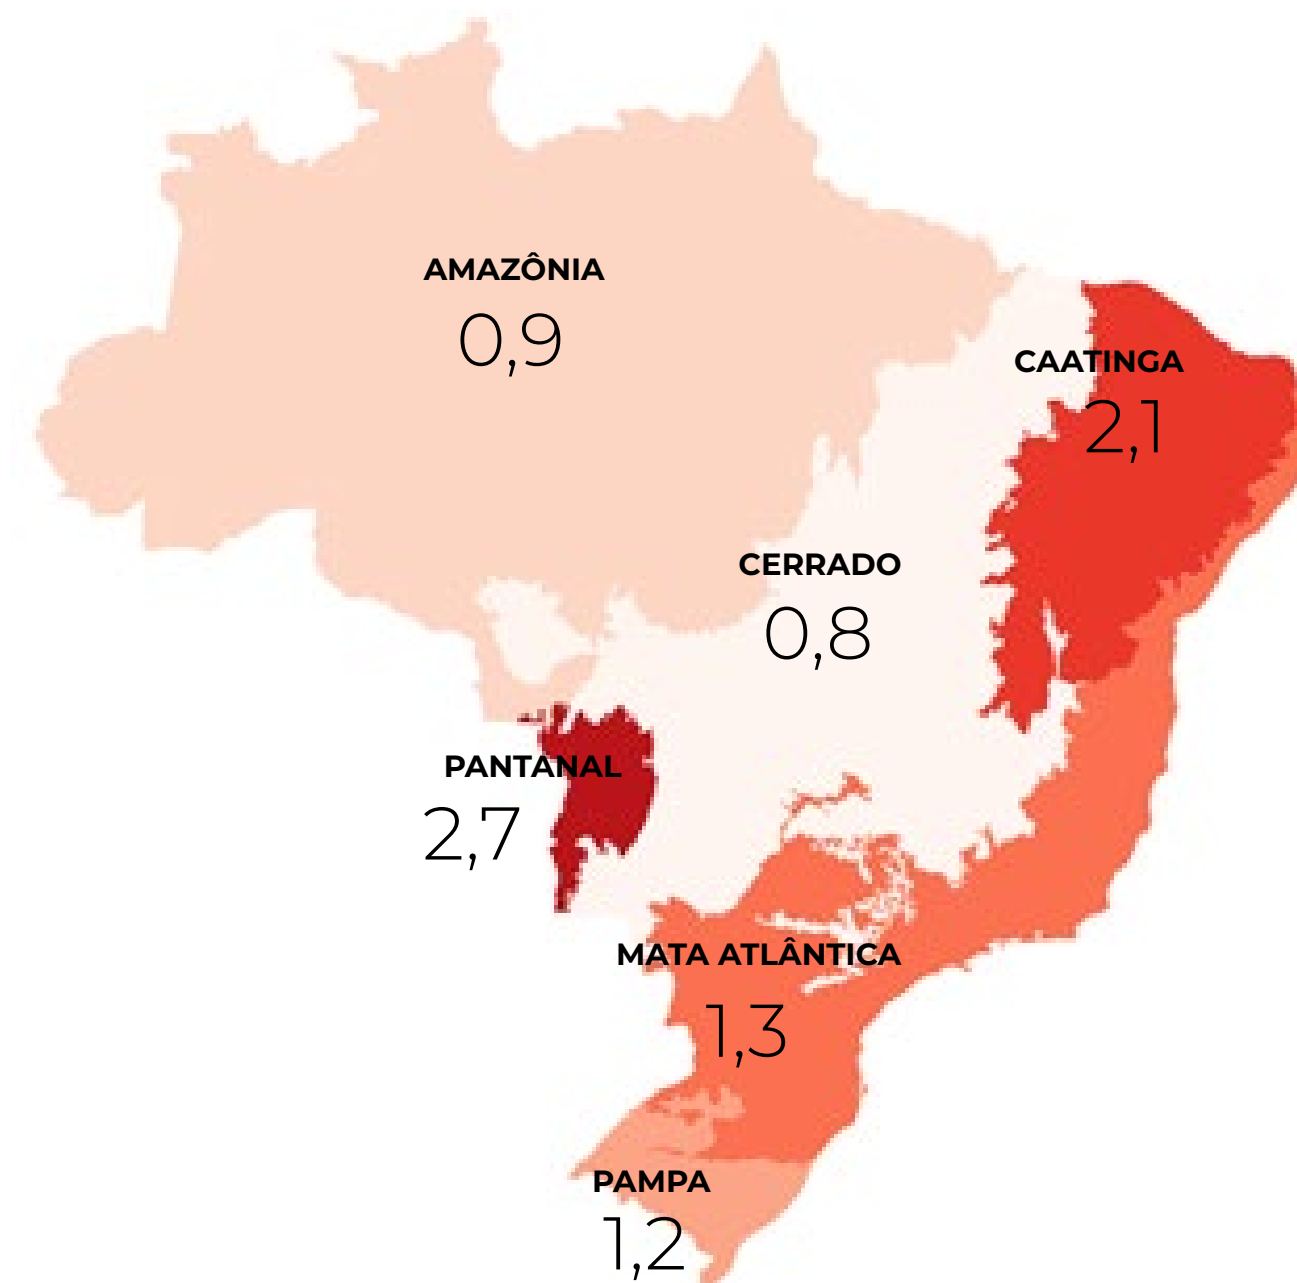 AMAZÔNIA
0,9
CAATINGA
2,1
CERRADO
0,8
PANTANAL
2,7
MATA ATLÂNTICA
1,3
PAMPA
1,2